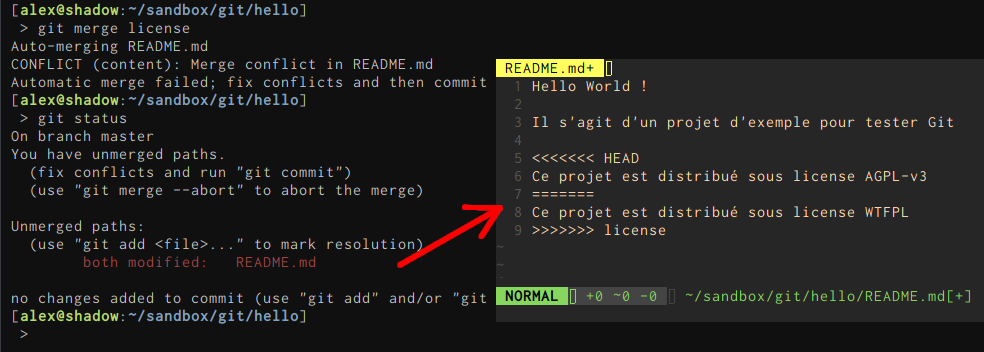 [alex@shadow:~/sandbox/git/hello]
> git merge license
Auto-merging README.md
CONFLICT (content): Merge conflict in README.md
Automatic merge failed; fix conflicts and then commit
[alex@shadow:~/sandbox/git/hello]
> git status
On branch master
You have unmerged paths.
(fix conflicts and run "git commit")
(use "git merge --abort" to abort the merge)
Unmerged paths:
(use "git add <file>..." to mark resolution)
both modified: README.md
no changes added to commit (use "git add" and/or "git
[alex@shadow:~/sandbox/git/hello]
>
README.md+
1 Hello World !
2
3 Il s'agit d'un projet d'exemple pour tester Git
4
5 <<<<<<< HEAD
6 Ce projet est distribué sous license AGPL-v3
7 =======
8 Ce projet est distribué sous license WTFPL
9 >>>>>>> license
~
~
NORMAL +0 ~0 -0 ~/sandbox/git/hello/README.md[+]